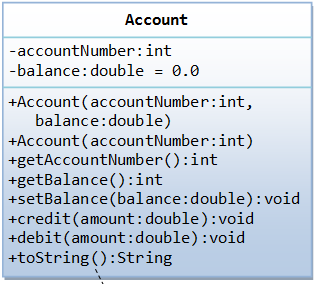 Account
-accountNumber:int
-balance:double = 0.0
+Account(accountNumber:int,
balance:double)
+Account(accountNumber:int)
+getAccountNumber():int
+getBalance():int
+setBalance(balance:double):void
+credit(amount:double):void
+debit(amount:double):void
+toString():String